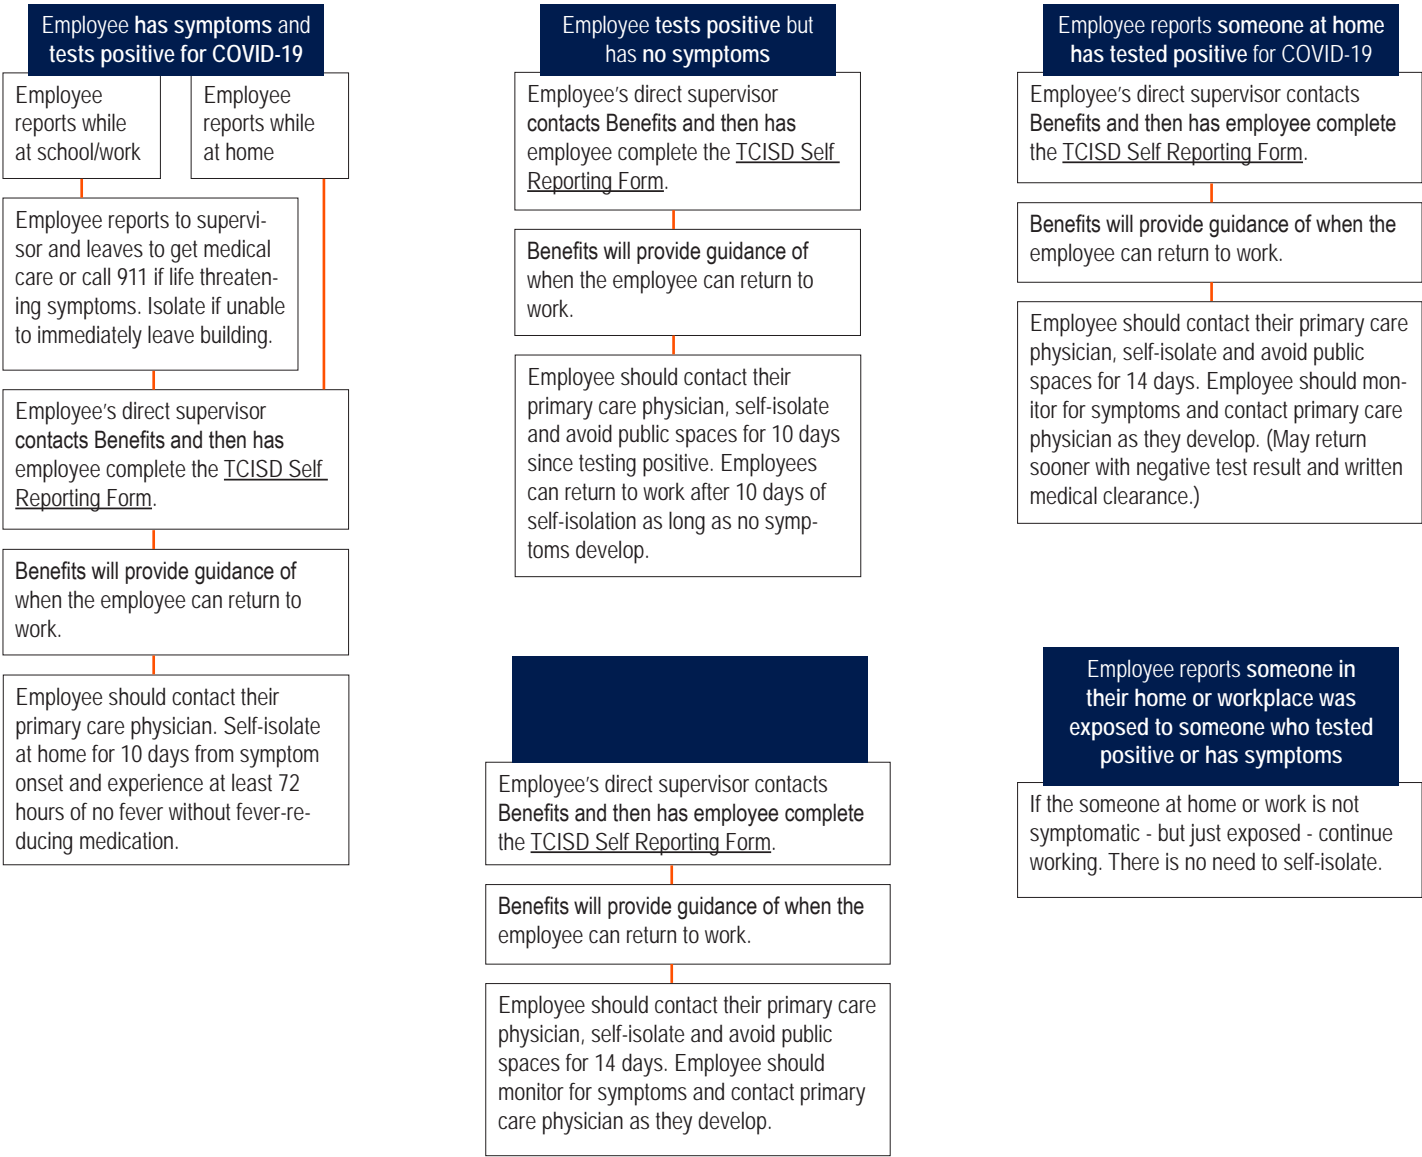 Employee has symptoms and
tests positive for COVID-19
Employee
reports while
at school/work
Employee
reports while
at home
Employee reports to supervi-
sor and leaves to get medical
care or call 911 if life threaten-
ing symptoms. Isolate if unable
to immediately leave building.
Employee's direct supervisor
contacts Benefits and then has
employee complete the TCISD Self
Reporting Form.
Benefits will provide guidance of
when the employee can return to
work.
Employee should contact their
primary care physician. Self-isolate
at home for 10 days from symptom
onset and experience at least 72
hours of no fever without fever-re-
ducing medication.
Employee tests positive but
has no symptoms
Employee's direct supervisor
contacts Benefits and then has
employee complete the TCISD Self
Reporting Form.
Benefits will provide guidance of
when the employee can return to
work.
Employee should contact their
primary care physician, self-isolate
and avoid public spaces for 10 days
since testing positive. Employees
can return to work after 10 days of
self-isolation as long as no symp-
toms develop.
Employee's direct supervisor contacts
Benefits and then has employee complete
the TCISD Self Reporting Form.
Benefits will provide guidance of when the
employee can return to work.
Employee should contact their primary care
physician, self-isolate and avoid public
spaces for 14 days. Employee should
monitor for symptoms and contact primary
care physician as they develop.
Employee reports someone at home
has tested positive for COVID-19
Employee's direct supervisor contacts
Benefits and then has employee complete
the TCISD Self Reporting Form.
Benefits will provide guidance of when the
employee can return to work.
Employee should contact their primary care
physician, self-isolate and avoid public
spaces for 14 days. Employee should mon-
itor for symptoms and contact primary care
physician as they develop. (May return
sooner with negative test result and written
medical clearance.)
Employee reports someone in
their home or workplace was
exposed to someone who tested
positive or has symptoms
If the someone at home or work is not
symptomatic - but just exposed - continue
working. There is no need to self-isolate.